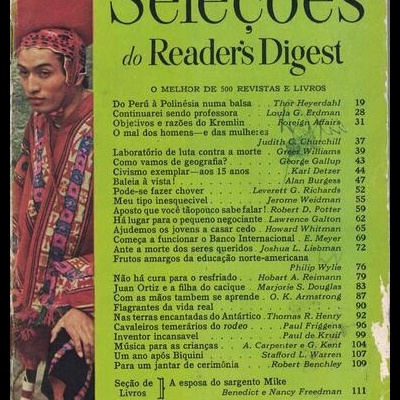 Seleções
do Reader's Digest
O MELHOR DE 500 REVISTAS E LIVROS
Do Perú à Polinésia numa balsa . . Thor Heyerdahl 19
Continuarei sendo professora . . Loula G. Erdman 28
Objetivos e razões do Kremlin . . Foreign Affairs 31
O mal dos homens—e das mulheres
Judith C. Churchill 37
Laboratório de luta contra a morte . Greer Williams 39
Como vamos de geografia? . . . George Gallup 43
Civismo exemplar—aos 15 anos . . Karl Detzer 44
Baleia à vista! . . . . . . . Alan Burgess 47
Pode-se fazer chover . . . Leverett G. Richards 52
Meu tipo inesquecível . . . . Jerome Weidman 55
Aposto que você tãopouco sabe falar! Robert D. Potter 59
Há lugar para o pequeno negociante Lawrence Galton 62
Ajudemos os jovens a casar cedo . Howard Whitman 65
Começa a funcionar o Banco Internacional . E. Meyer 69
Ante a morte dos seres queridos . Joshua L. Liebman 72
Frutos amargos da educação norte-americana
Philip Wylie 76
Não há cura para o resfriado . . Hobart A. Reimann 79
Juan Ortiz e a filha do cacique . Marjorie S. Douglas 83
Com as mãos tambem se aprende . O. K. Armstrong 87
Flagrantes da vida real . . . . . . . . . 90
Nas terras encantadas do Antártico . Thomas R. Henry 92
Cavaleiros temerários do rodeo . . Paul Friggens 96
Inventor incansavel . . . . . Paul de Kruif 99
Música para as crianças . . A. Carpenter e G. Kent 104
Um ano após Biquini . . . Stafford L. Warren 107
Para um jantar de cerimônia . . Robert Benchley 109
Seção de Livros ] A esposa do sargento Mike
Benedict e Nancy Freedman 111